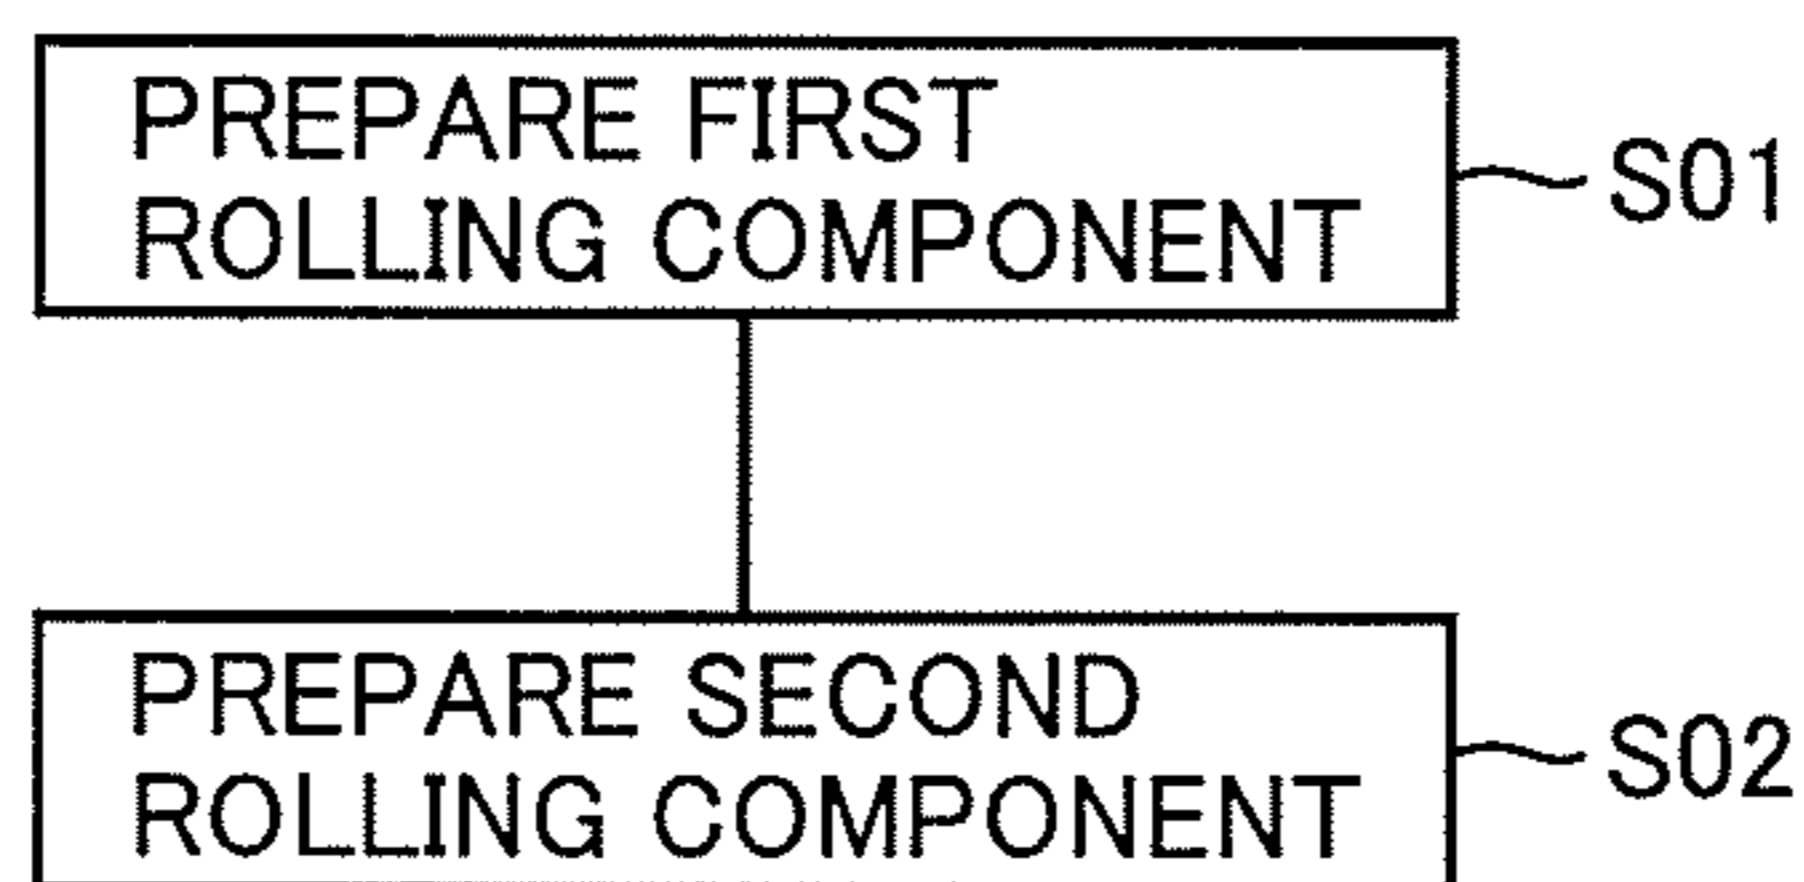 PREPARE FIRST
ROLLING COMPONENT
S01
PREPARE SECOND
ROLLING COMPONENT
S02